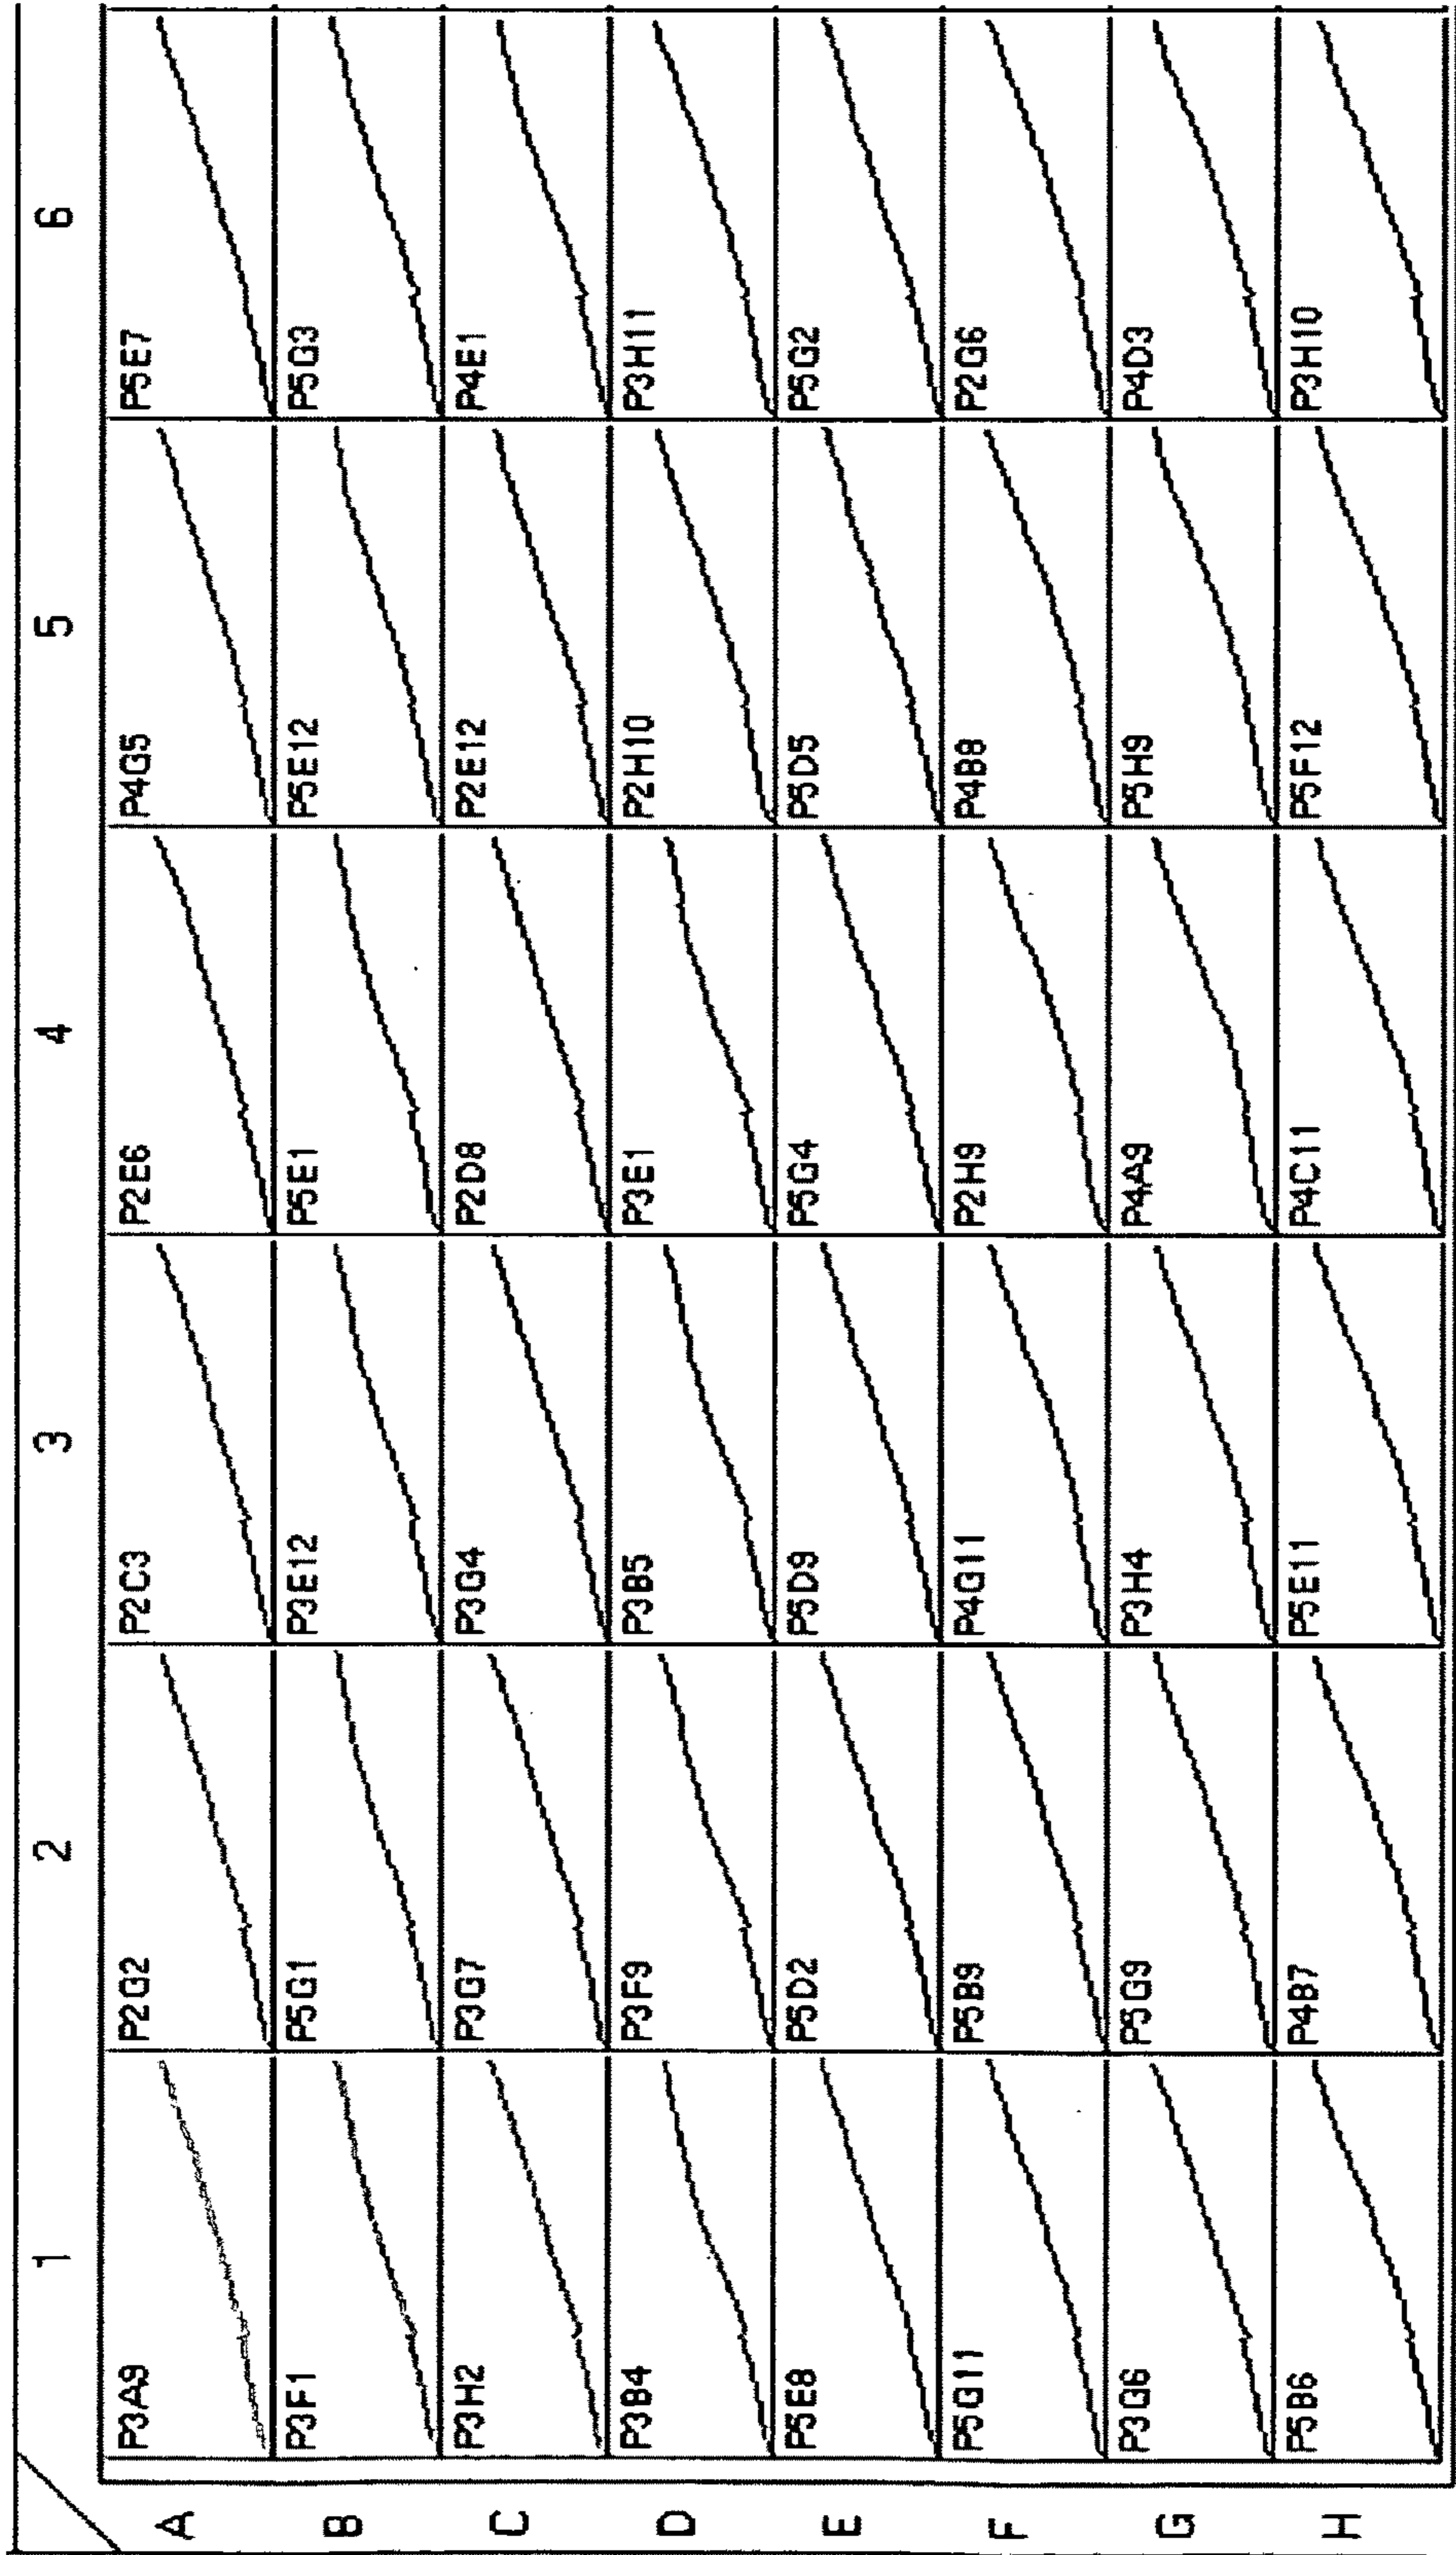 1 2 3 4 5 6
A P3A9 P2G2 P2C3 P2E6 P4G5 P5E7
B P3F1 P5G1 P3E12 P5E1 P5E12 P5G3
C P3H2 P3G7 P3G4 P2D8 P2E12 P4E1
D P3B4 P3F9 P3B5 P3E1 P2H10 P3H11
E P5E8 P5D2 P5D9 P5G4 P5D5 P5G2
F P5G11 P5B9 P4G11 P2H9 P4B8 P2G6
G P3G6 P5G9 P3H4 P4A9 P5H9 P4D3
H P5B6 P4B7 P5E11 P4C11 P5F12 P3H10